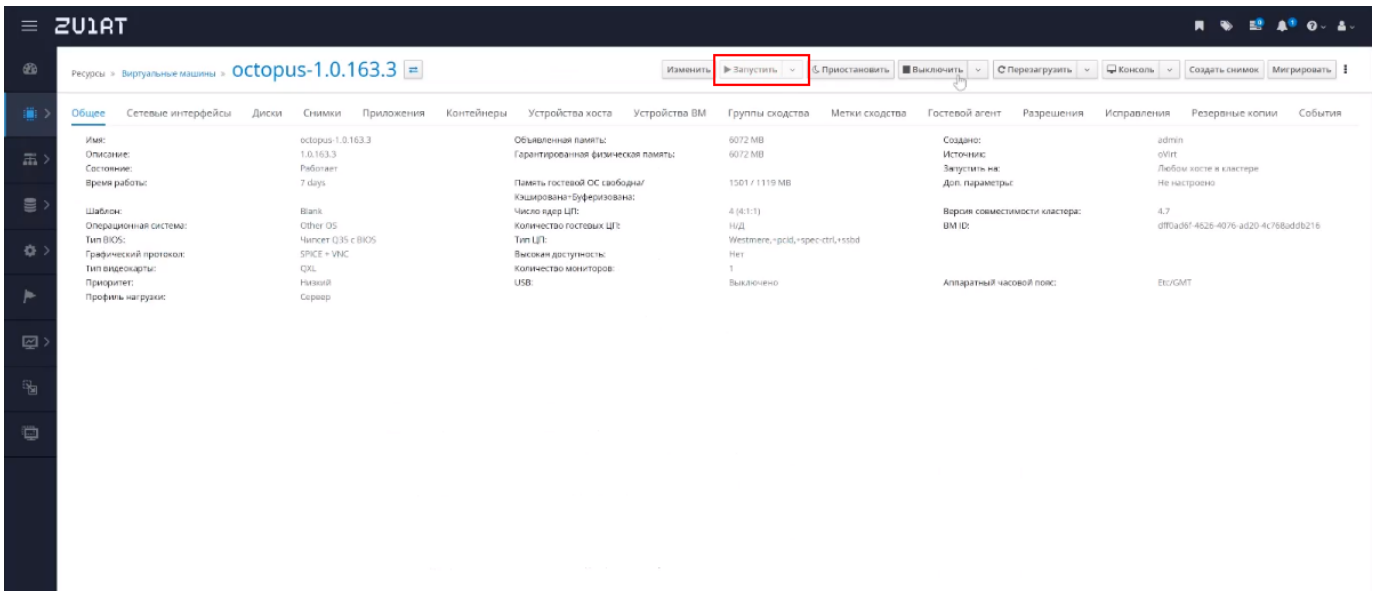 ZVIRT
Ресурсы » Виртуальные машины » octopus-1.0.163.3
Изменить Запустить Приостановить Выключить Перезагрузить Консоль Создать снимок Мигрировать
Общее Сетевые интерфейсы Диски Снимки Приложения Контейнеры Устройства хоста Устройства ВМ Группы сходства Метки сходства Гостевой агент Разрешения Исправления Резервные копии События
Имя: octopus-1.0.163.3 Объявленная память: 6072 MB Создано: admin
Описание: 1.0.163.3 Гарантированная физическая память: 6072 MB Источник: oVirt
Состояние: Работает Запустить на: Любом хосте в кластере
Время работы: 7 days Память гостевой ОС свободна/ 1501 / 1119 MB Доп. параметры: Не настроено
Кэширована+Буферизована:
Шаблон: Blank Число ядер ЦП: 4 (4:1:1) Версия совместимости кластера: 4.7
Операционная система: Other OS Количество гостевых ЦП: Н/Д ВМ ID: dff0ad6f-4626-4076-ad20-4c768addb216
Тип BIOS: Чипсет Q35 с BIOS Тип ЦП: Westmere,+pcid,+spec-ctrl,+ssbd
Графический протокол: SPICE + VNC Высокая доступность: Нет
Тип видеокарты: QXL Количество мониторов: 1
Приоритет: Низкий USB: Выключено Аппаратный часовой пояс: Etc/GMT
Профиль нагрузки: Сервер